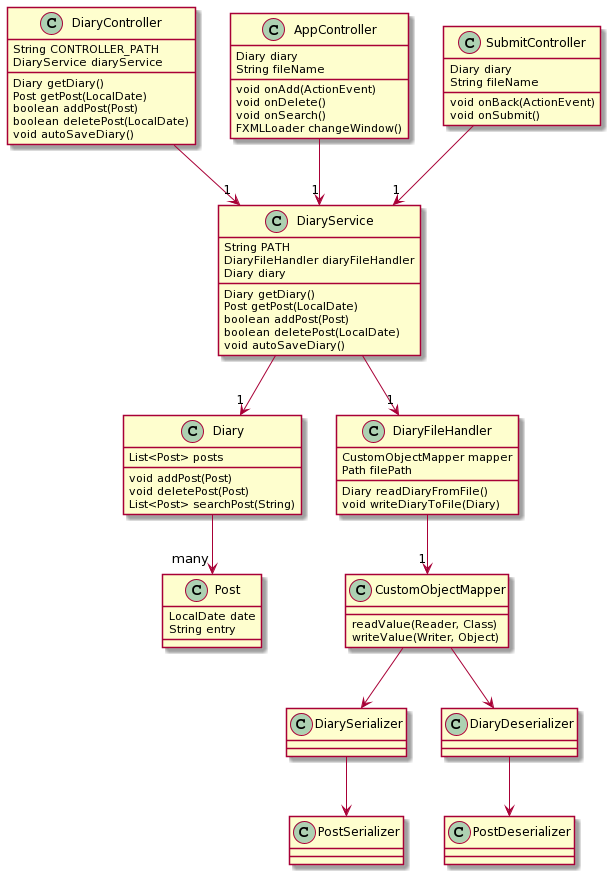 C DiaryController
String CONTROLLER_PATH
DiaryService diaryService
Diary getDiary()
Post getPost(LocalDate)
boolean addPost(Post)
boolean deletePost(LocalDate)
void autoSaveDiary()
C AppController
Diary diary
String fileName
void onAdd(ActionEvent)
void onDelete()
void onSearch()
FXMLLoader changeWindow()
C SubmitController
Diary diary
String fileName
void onBack(ActionEvent)
void onSubmit()
1
1
1
C DiaryService
String PATH
DiaryFileHandler diaryFileHandler
Diary diary
Diary getDiary()
Post getPost(LocalDate)
boolean addPost(Post)
boolean deletePost(LocalDate)
void autoSaveDiary()
1
1
C Diary
List<Post> posts
void addPost(Post)
void deletePost(Post)
List<Post> searchPost(String)
C DiaryFileHandler
CustomObjectMapper mapper
Path filePath
Diary readDiaryFromFile()
void writeDiaryToFile(Diary)
many
1
C Post
LocalDate date
String entry
C CustomObjectMapper
readValue(Reader, Class)
writeValue(Writer, Object)
C DiarySerializer
C DiaryDeserializer
C PostSerializer
C PostDeserializer